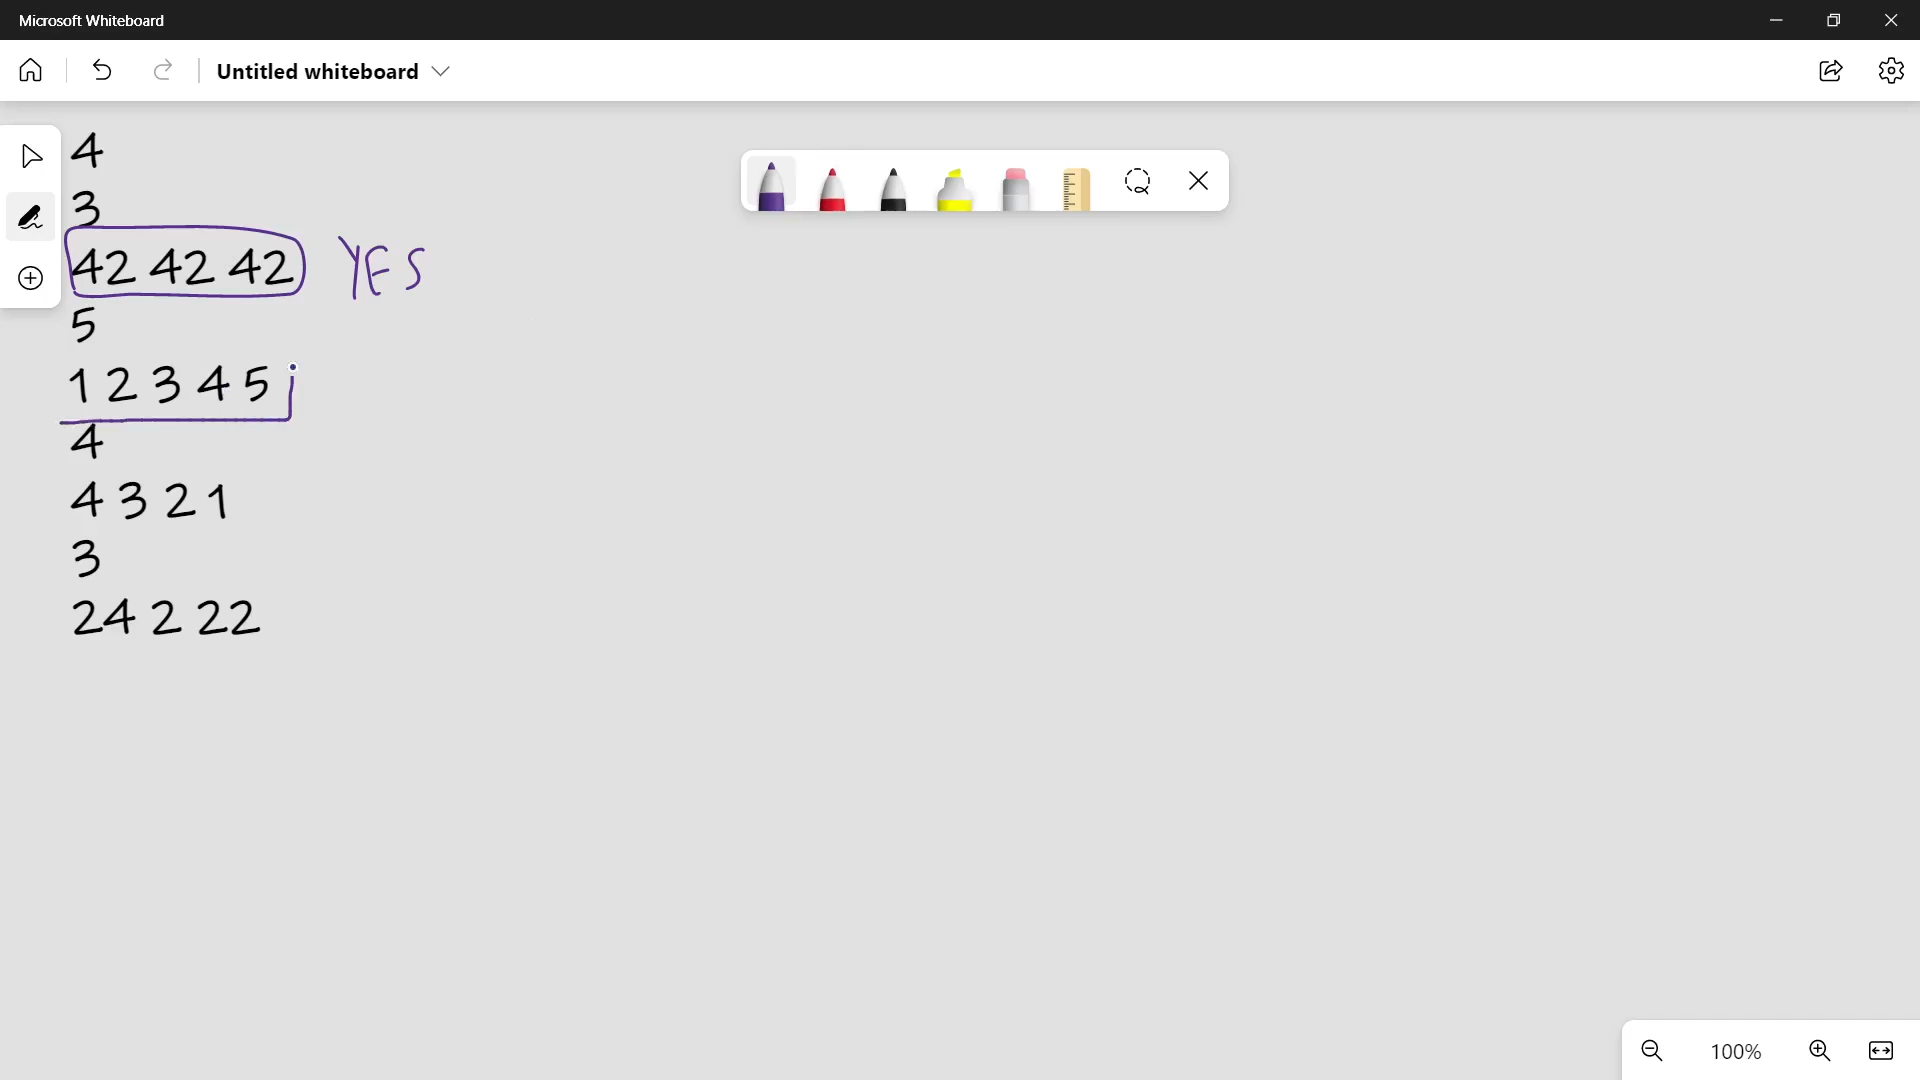 Microsoft Whiteboard
Untitled whiteboard
4
3
42 42 42 YES
5
1 2 3 4 5
4
4 3 2 1
3
24 2 22
100%